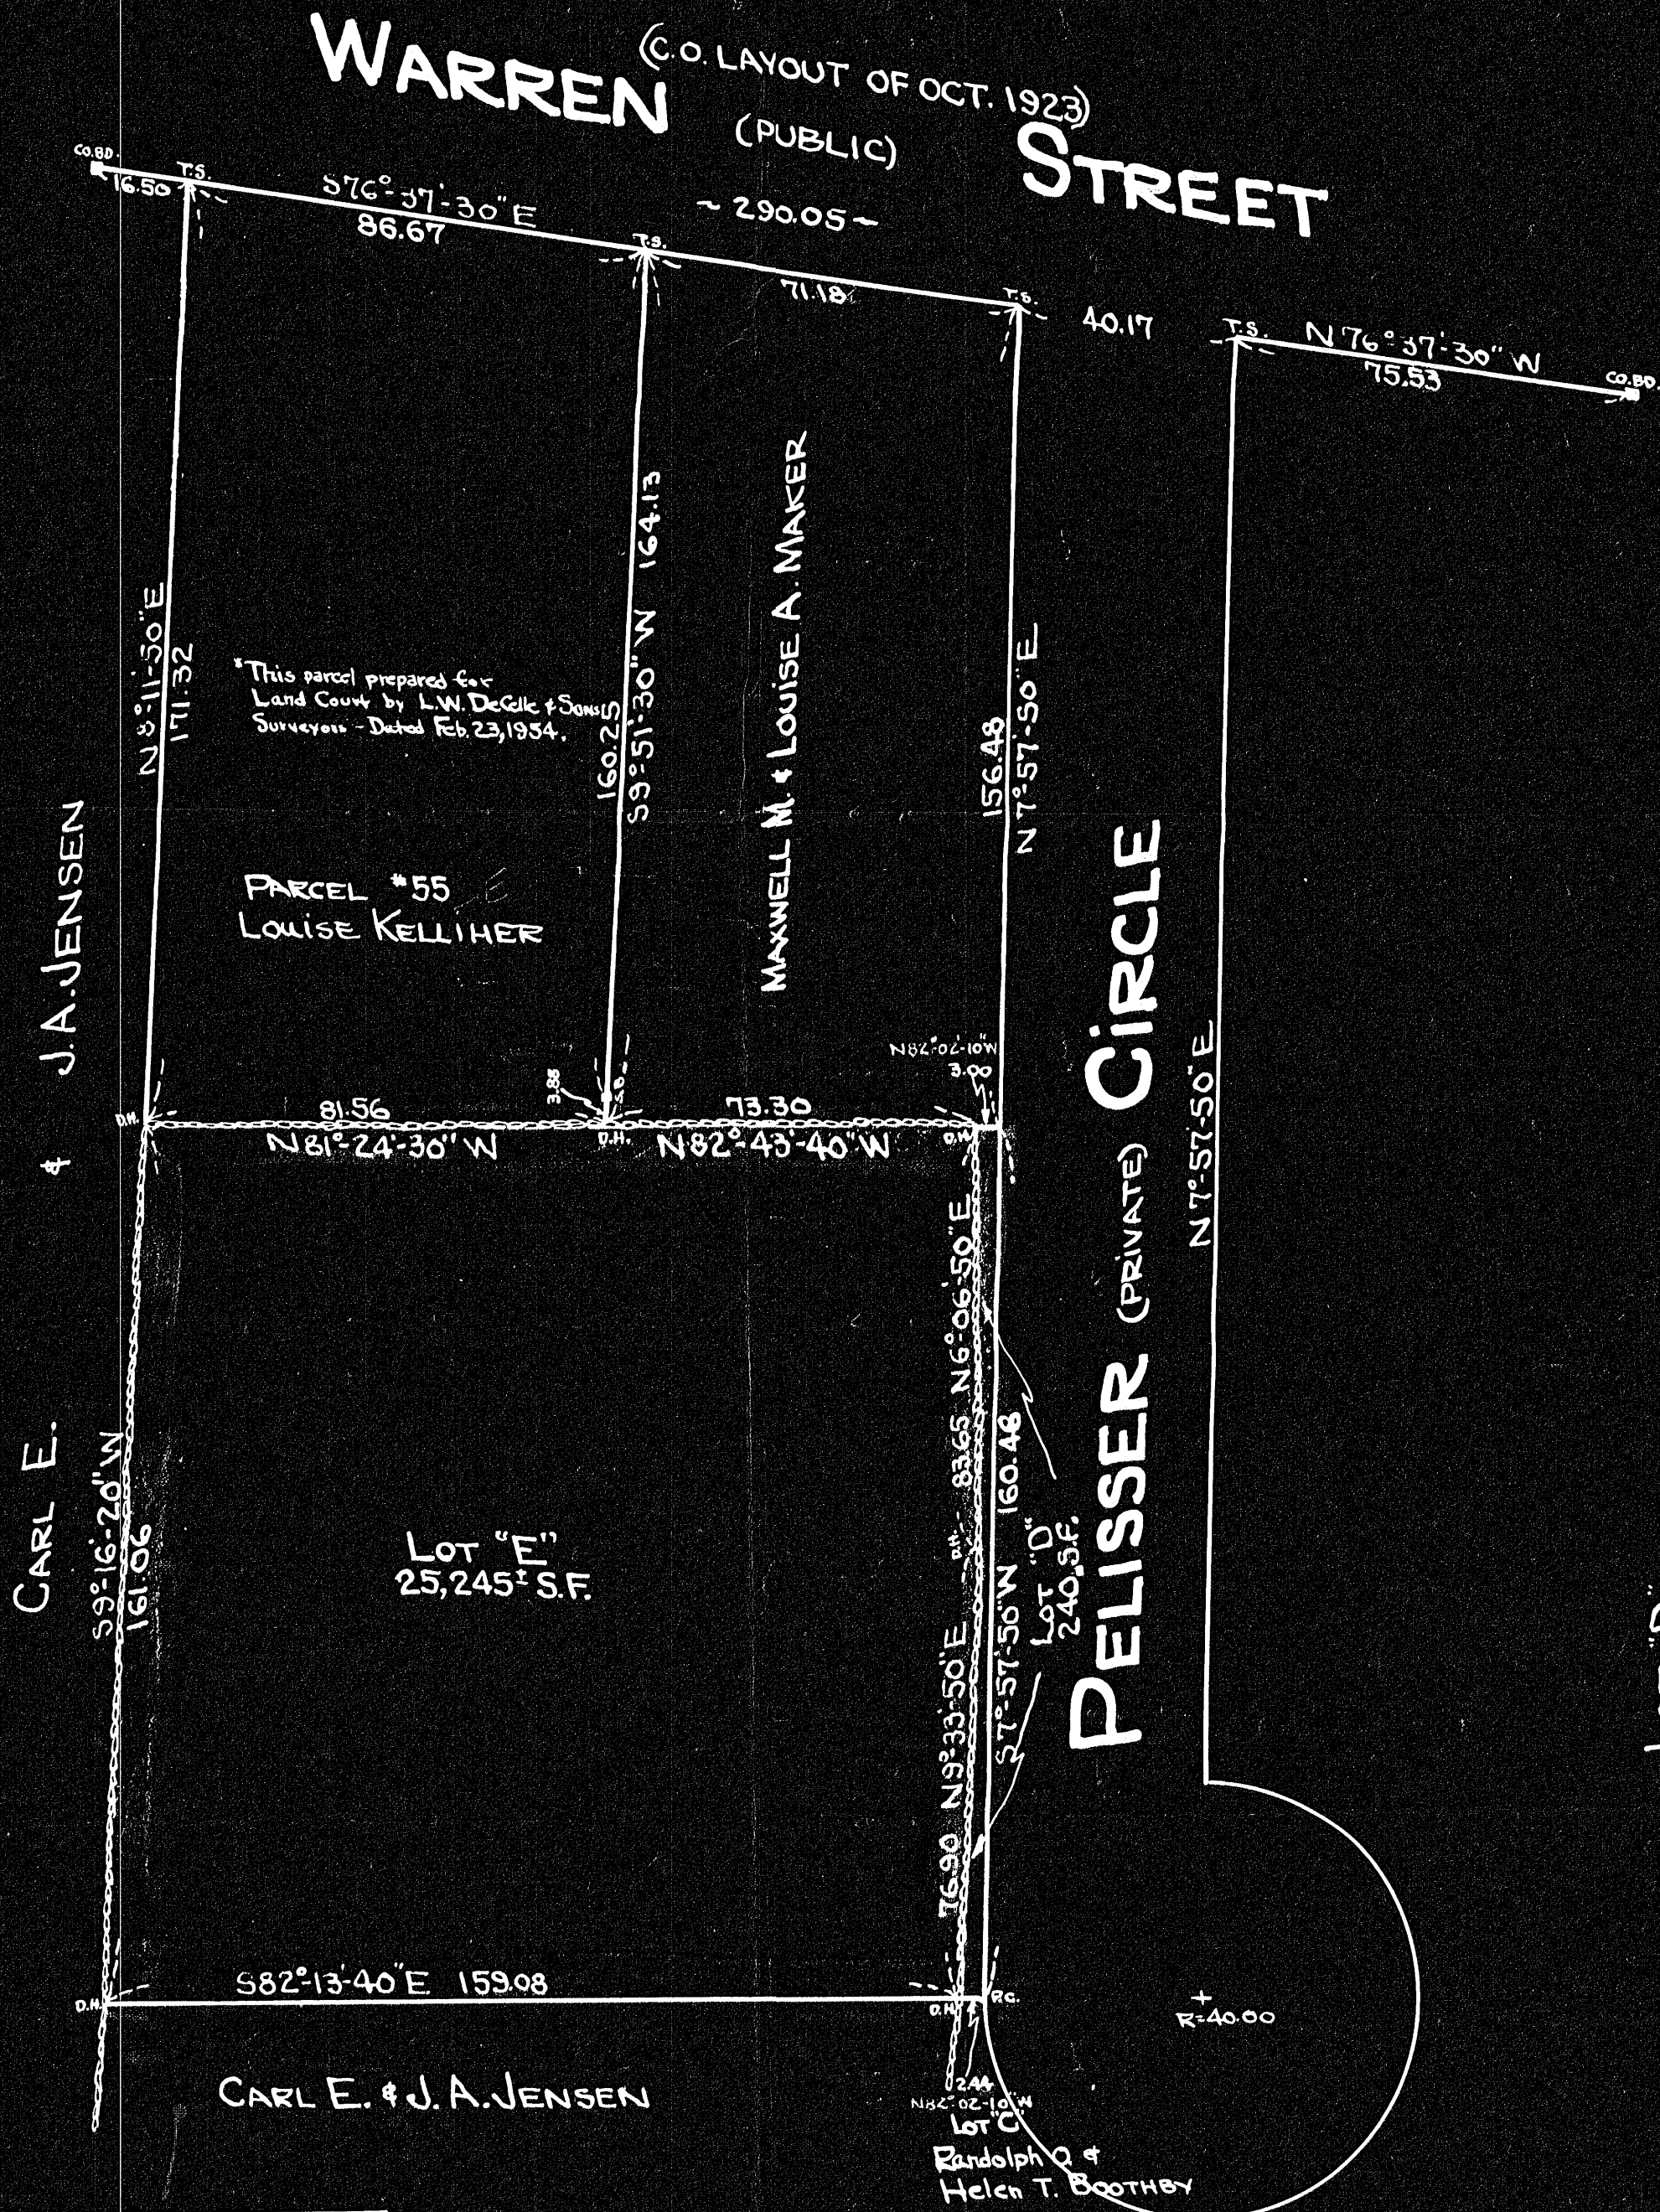 (C.O. LAYOUT OF OCT. 1923)
WARREN STREET
(PUBLIC)
~ 290.05 ~
CO.BD.
16.50
T.S.
S76°-37'-30"E
86.67
T.S.
71.18
T.S.
40.17
T.S.
N76°-37'-30"W
75.53
CO.BD.
N8°-11'-50"E
171.32
*This parcel prepared for
Land Court by L.W. DeCelle & Sons
Surveyors - Dated Feb. 23, 1954.
PARCEL #55
LOUISE KELLIHER
160.25
S9°-51'-30"W 164.13
MAXWELL M. & LOUISE A. MAKER
156.48
N7°-57'-50"E
PELISSER (PRIVATE) CIRCLE
N7°-57'-50"E
CARL E. & J.A. JENSEN
N82°-02'-10"W
3.00
3.88
S.B.
D.H.
81.56
N81°-24'-30"W
D.H.
73.30
N82°-43'-40"W
D.H.
S9°-16'-20"W
161.06
LOT "E"
25,245± S.F.
83.65 N6°-06'-50"E
D.H.
76.90 N9°-33'-50"E
S7°-57'-50"W 160.48
LOT "D"
240 S.F.
S82°-13'-40"E 159.08
D.H.
D.H.
P.C.
R=40.00
CARL E. & J.A. JENSEN
2.44
N82°-02'-10"W
LOT "C"
Randolph Q. &
Helen T. BOOTHBY